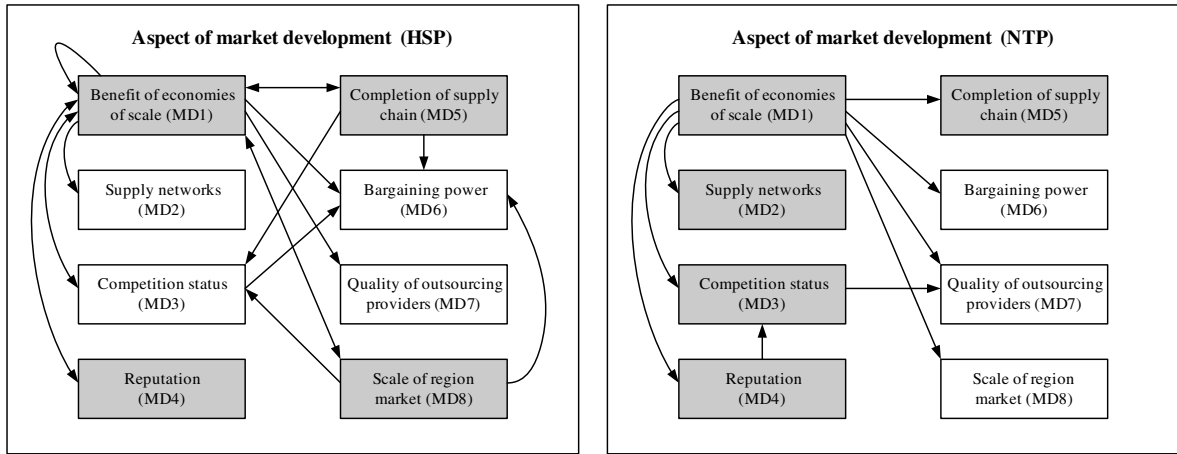 Aspect of market development (HSP)
Benefit of economies
of scale (MD1)
Completion of supply
chain (MD5)
Supply networks
(MD2)
Bargaining power
(MD6)
Competition status
(MD3)
Quality of outsourcing
providers (MD7)
Reputation
(MD4)
Scale of region
market (MD8)
Aspect of market development (NTP)
Benefit of economies
of scale (MD1)
Completion of supply
chain (MD5)
Supply networks
(MD2)
Bargaining power
(MD6)
Competition status
(MD3)
Quality of outsourcing
providers (MD7)
Reputation
(MD4)
Scale of region
market (MD8)